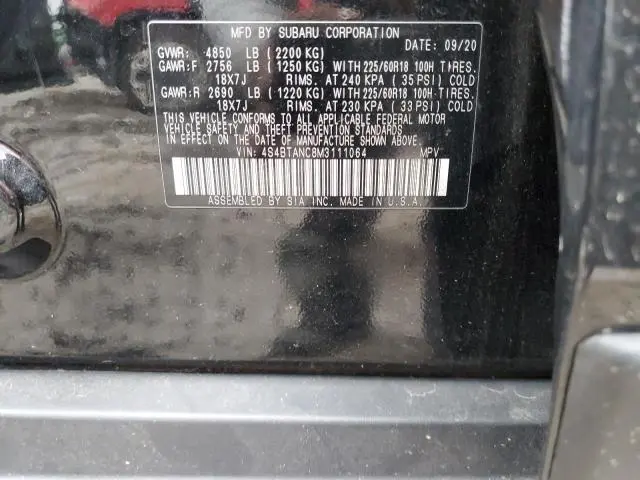 MFD BY SUBARU CORPORATION
GVWR: 4850 LB (2200 KG) DATE: 09/20
GAWR:F 2756 LB (1250 KG) WITH 225/60R18 100H TIRES.
18X7J RIMS. AT 240 KPA (35 PSI) COLD
GAWR:R 2690 LB (1220 KG) WITH 225/60R18 100H TIRES.
18X7J RIMS. AT 230 KPA (33 PSI) COLD
THIS VEHICLE CONFORMS TO ALL APPLICABLE FEDERAL MOTOR
VEHICLE SAFETY AND THEFT PREVENTION STANDARDS
IN EFFECT ON THE DATE OF MANUFACTURE SHOWN ABOVE.
VIN: 4S4BTANC8M3111064 MPV
ASSEMBLED BY SIA INC. MADE IN U.S.A.